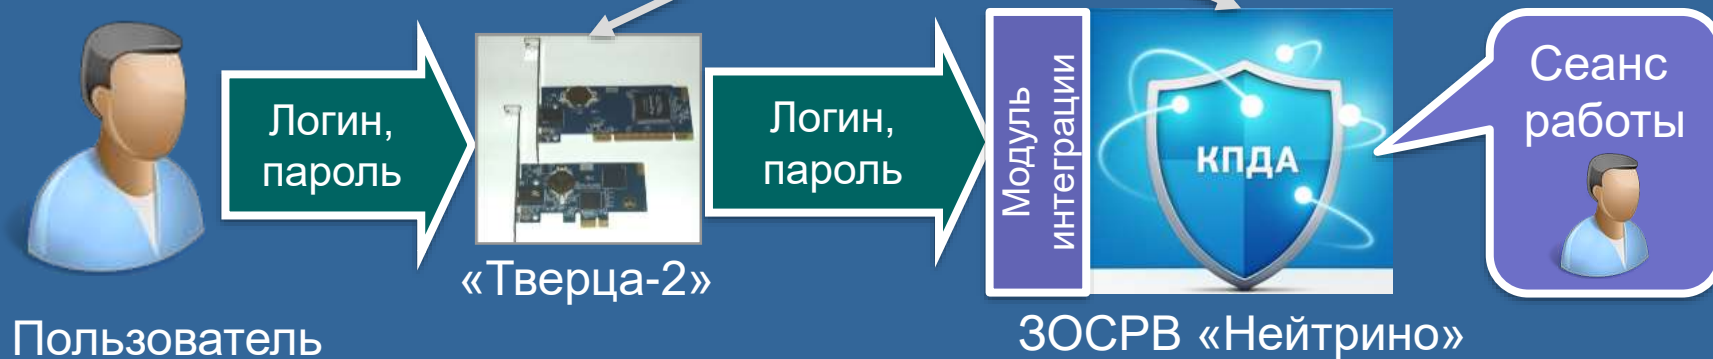 Логин,
пароль
«Тверца-2»
Пользователь
Логин,
пароль
Модуль
интеграции
КПДА
ЗОСРВ «Нейтрино»
Сеанс
работы